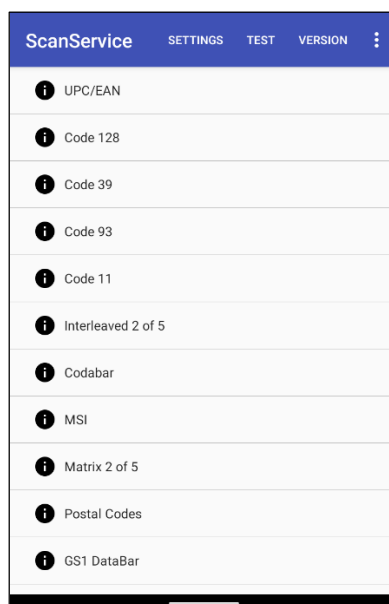 ScanService SETTINGS TEST VERSION
UPC/EAN
Code 128
Code 39
Code 93
Code 11
Interleaved 2 of 5
Codabar
MSI
Matrix 2 of 5
Postal Codes
GS1 DataBar